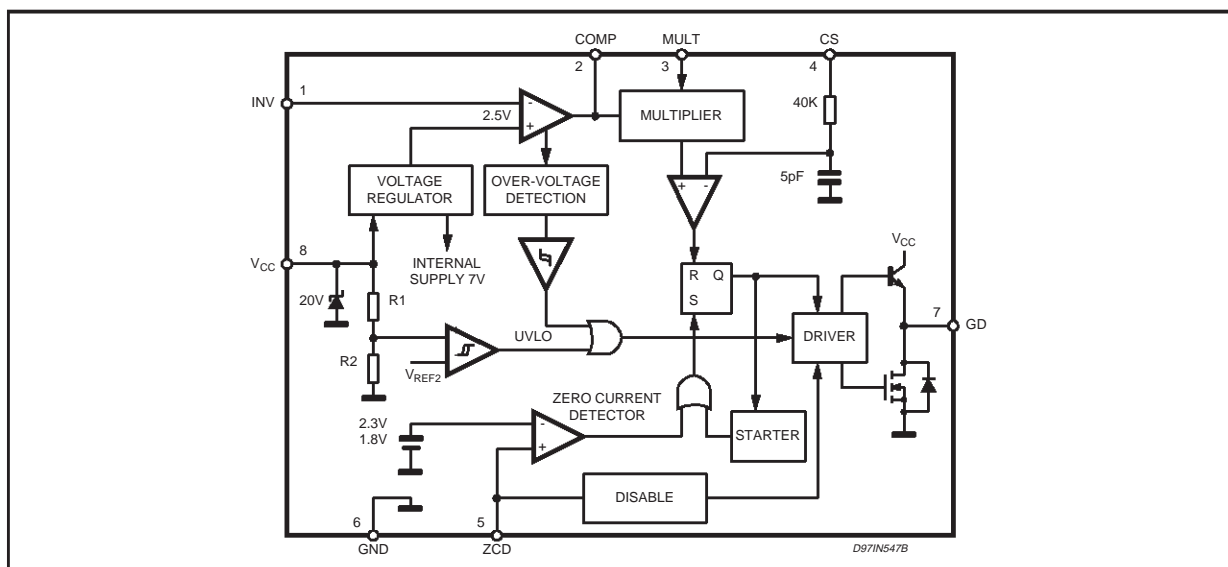 COMP
MULT
CS
2
3
4
1
INV
40K
2.5V
-
+
MULTIPLIER
VOLTAGE
REGULATOR
OVER-VOLTAGE
DETECTION
+
-
5pF
8
VCC
INTERNAL
SUPPLY 7V
R Q
S
VCC
20V
R1
7
GD
DRIVER
UVLO
+
R2
VREF2
ZERO CURRENT
DETECTOR
2.3V
1.8V
-
+
STARTER
DISABLE
6
5
GND
ZCD
D97IN547B